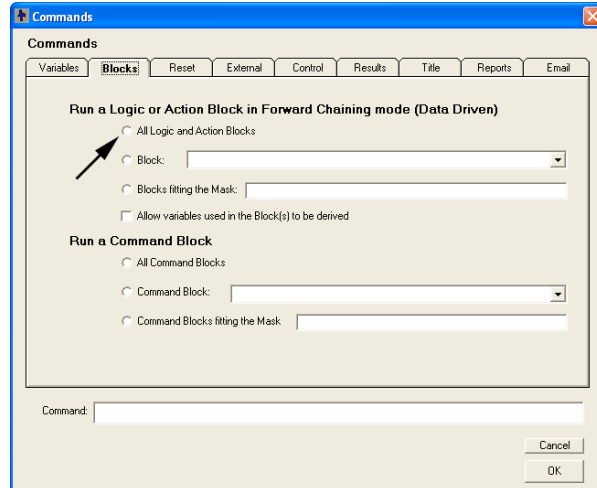 Commands
Commands
Variables Blocks Reset External Control Results Title Reports Email
Run a Logic or Action Block in Forward Chaining mode (Data Driven)
All Logic and Action Blocks
Block:
Blocks fitting the Mask:
Allow variables used in the Block(s) to be derived
Run a Command Block
All Command Blocks
Command Block:
Command Blocks fitting the Mask
Command:
Cancel
OK